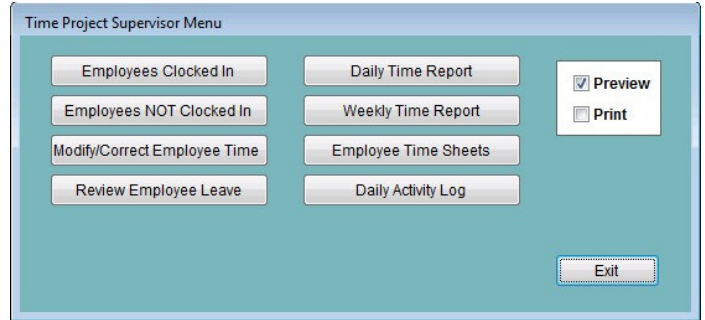 Time Project Supervisor Menu
Employees Clocked In
Employees NOT Clocked In
Modify/Correct Employee Time
Review Employee Leave
Daily Time Report
Weekly Time Report
Employee Time Sheets
Daily Activity Log
Preview
Print
Exit